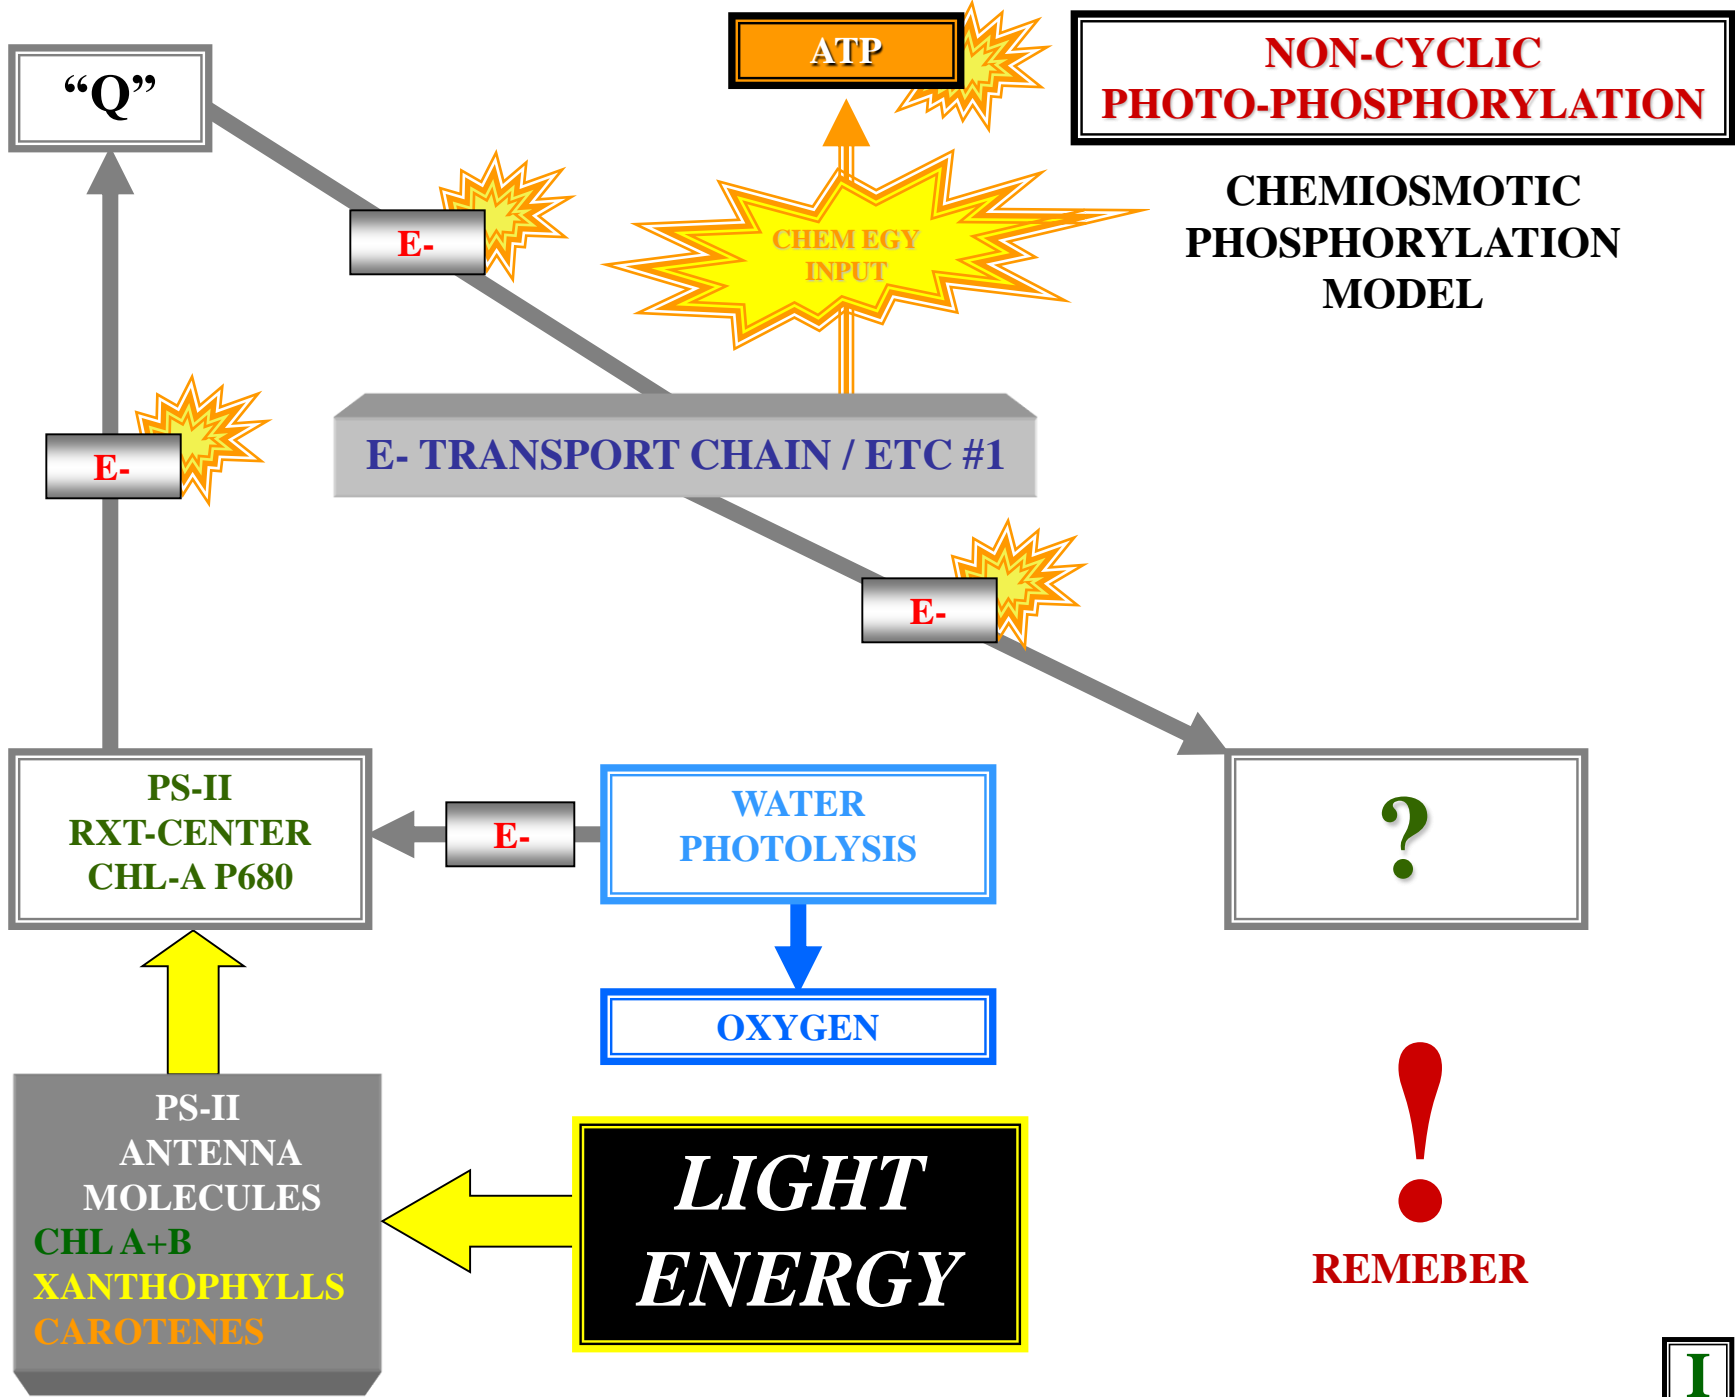 “Q”
ATP
NON-CYCLIC
PHOTO-PHOSPHORYLATION
CHEMIOSMOTIC
PHOSPHORYLATION
MODEL
E-
CHEM EGY
INPUT
E-
E- TRANSPORT CHAIN / ETC #1
E-
PS-II
RXT-CENTER
CHL-A P680
E-
WATER
PHOTOLYSIS
?
OXYGEN
PS-II
ANTENNA
MOLECULES
CHL A+B
XANTHOPHYLLS
CAROTENES
LIGHT
ENERGY
!
REMEBER
I